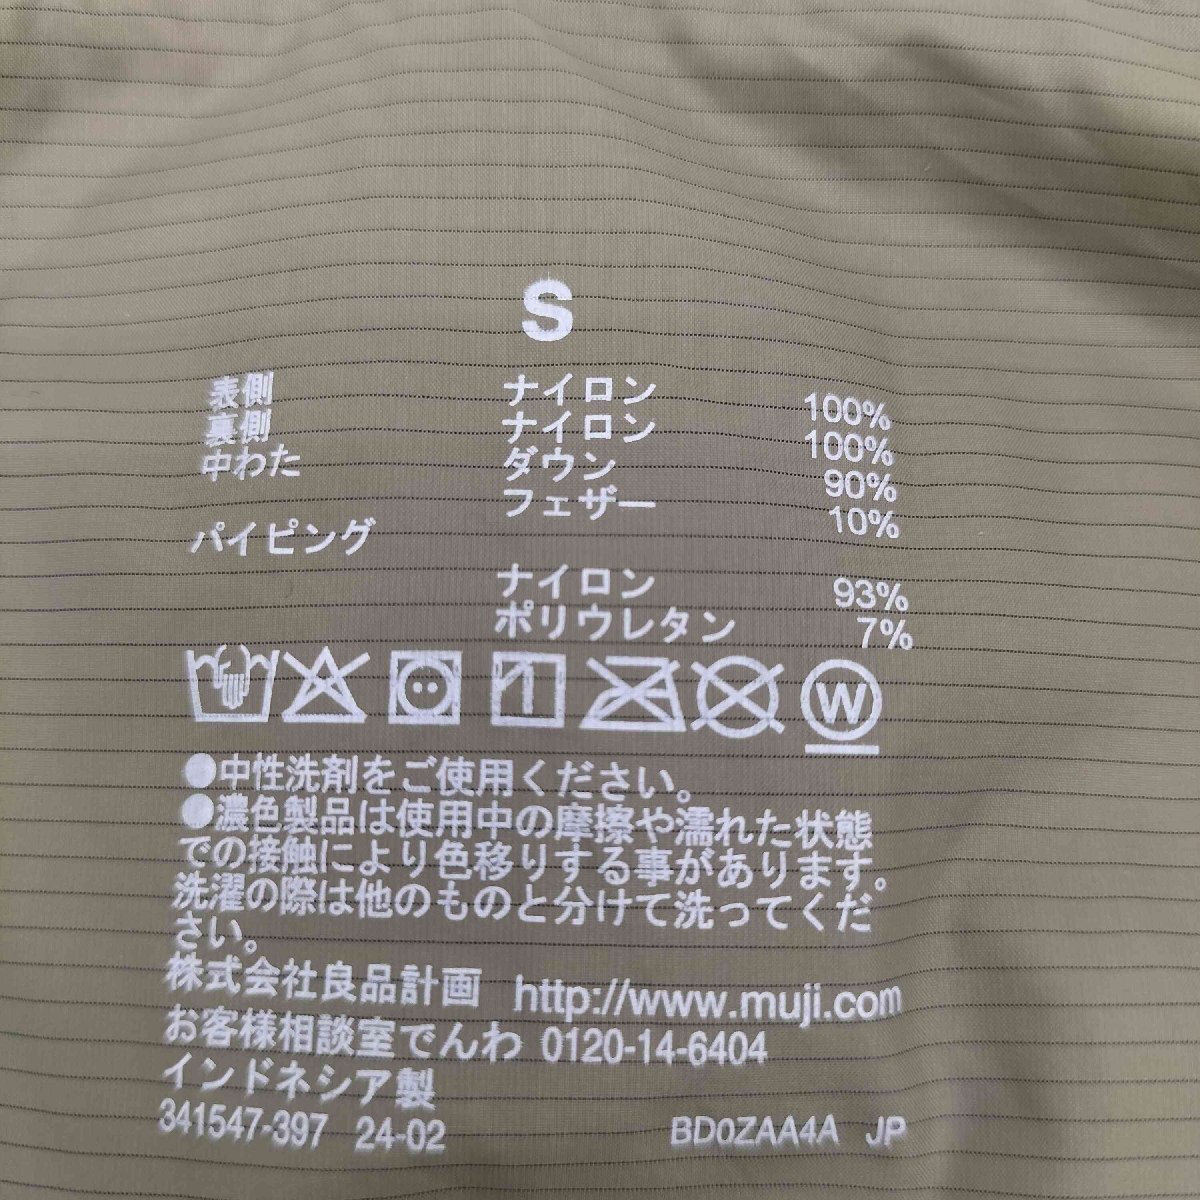 S
表側 ナイロン 100%
裏側 ナイロン 100%
中わた ダウン 90%
フェザー 10%
パイピング
ナイロン 93%
ポリウレタン 7%
W
●中性洗剤をご使用ください。
●濃色製品は使用中の摩擦や濡れた状態
での接触により色移りする事があります。
洗濯の際は他のものと分けて洗ってくだ
さい。
株式会社良品計画 http://www.muji.com
お客様相談室でんわ 0120-14-6404
インドネシア製
341547-397 24-02 BD0ZAA4A JP